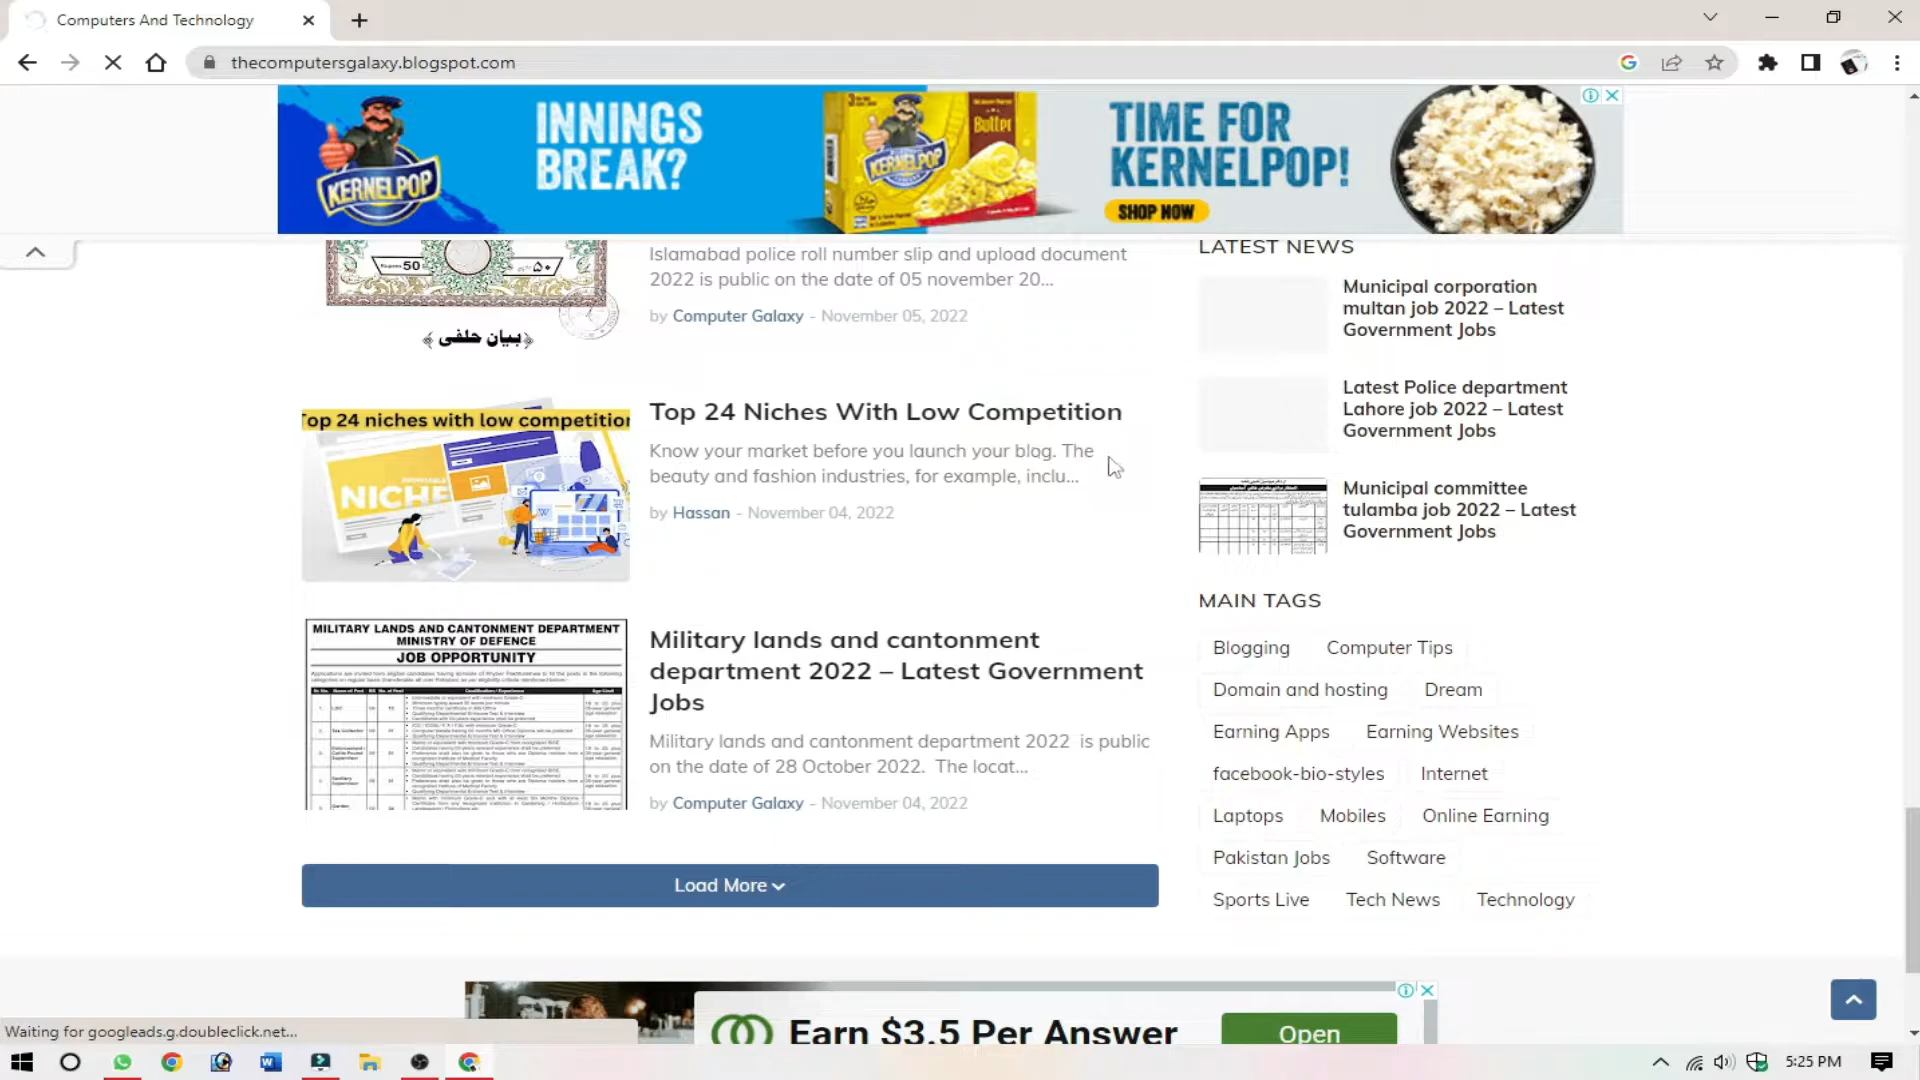 Computers And Technology
thecomputersgalaxy.blogspot.com
INNINGS
BREAK?
KERNELPOP
Butter
KERNELPOP
TIME FOR
KERNELPOP!
SHOP NOW
Rupees 50
بیان حلفی
Islamabad police roll number slip and upload document
2022 is public on the date of 05 november 20...
by Computer Galaxy - November 05, 2022
Top 24 niches with low competition
NICHE
Top 24 Niches With Low Competition
Know your market before you launch your blog. The
beauty and fashion industries, for example, inclu...
by Hassan - November 04, 2022
MILITARY LANDS AND CANTONMENT DEPARTMENT
MINISTRY OF DEFENCE
JOB OPPORTUNITY
Military lands and cantonment
department 2022 – Latest Government
Jobs
Military lands and cantonment department 2022 is public
on the date of 28 October 2022. The locat...
by Computer Galaxy - November 04, 2022
Load More
LATEST NEWS
Municipal corporation
multan job 2022 – Latest
Government Jobs
Latest Police department
Lahore job 2022 – Latest
Government Jobs
Municipal committee
tulamba job 2022 – Latest
Government Jobs
MAIN TAGS
Blogging Computer Tips
Domain and hosting Dream
Earning Apps Earning Websites
facebook-bio-styles Internet
Laptops Mobiles Online Earning
Pakistan Jobs Software
Sports Live Tech News Technology
Earn $3.5 Per Answer
Open
Waiting for googleads.g.doubleclick.net...
5:25 PM